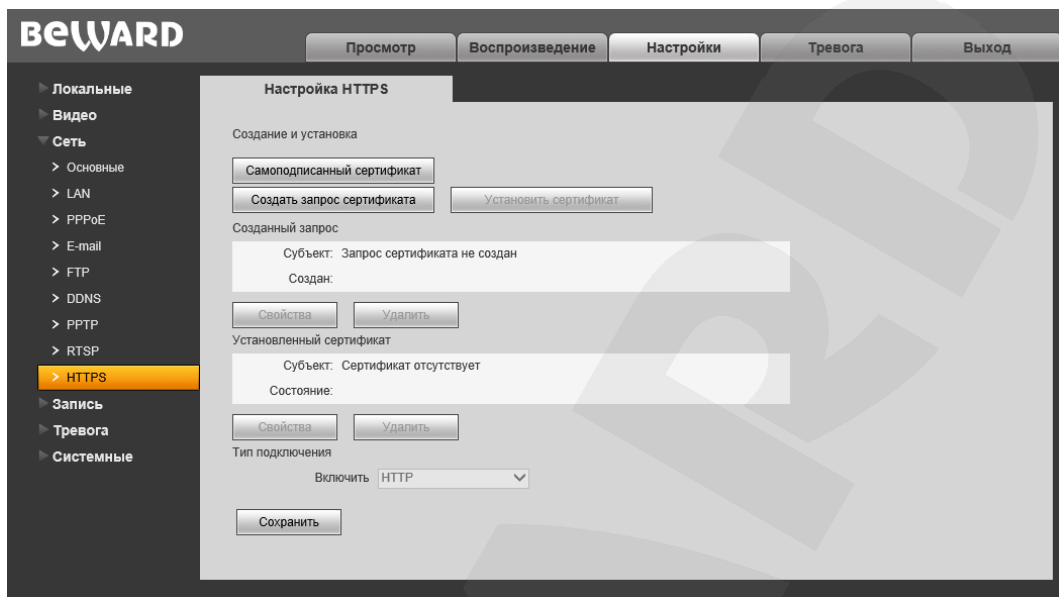 BEWARD
Просмотр Воспроизведение Настройки Тревога Выход
Локальные
Видео
Сеть
> Основные
> LAN
> PPPoE
> E-mail
> FTP
> DDNS
> PPTP
> RTSP
> HTTPS
Запись
Тревога
Системные
Настройка HTTPS
Создание и установка
Самоподписанный сертификат
Создать запрос сертификата Установить сертификат
Созданный запрос
Субъект: Запрос сертификата не создан
Создан:
Свойства Удалить
Установленный сертификат
Субъект: Сертификат отсутствует
Состояние:
Свойства Удалить
Тип подключения
Включить HTTP
Сохранить